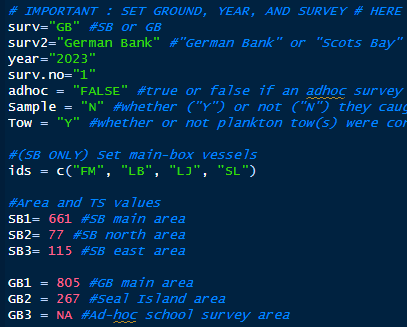 # IMPORTANT : SET GROUND, YEAR, AND SURVEY # HERE
surv="GB" #SB or GB
surv2="German Bank" #"German Bank" or "Scots Bay"
year="2023"
surv.no="1"
adhoc = "FALSE" #true or false if an adhoc survey
Sample = "N" #whether ("Y") or not ("N") they
Tow = "Y" #whether or not plankton tow(s) were
#(SB ONLY) Set main-box vessels
ids = c("FM", "LB", "LJ", "SL")
#Area and TS values
SB1= 661 #SB main area
SB2= 77 #SB north area
SB3= 115 #SB east area
GB1 = 805 #GB main area
GB2 = 267 #Seal Island area
GB3 = NA #Ad-hoc school survey area